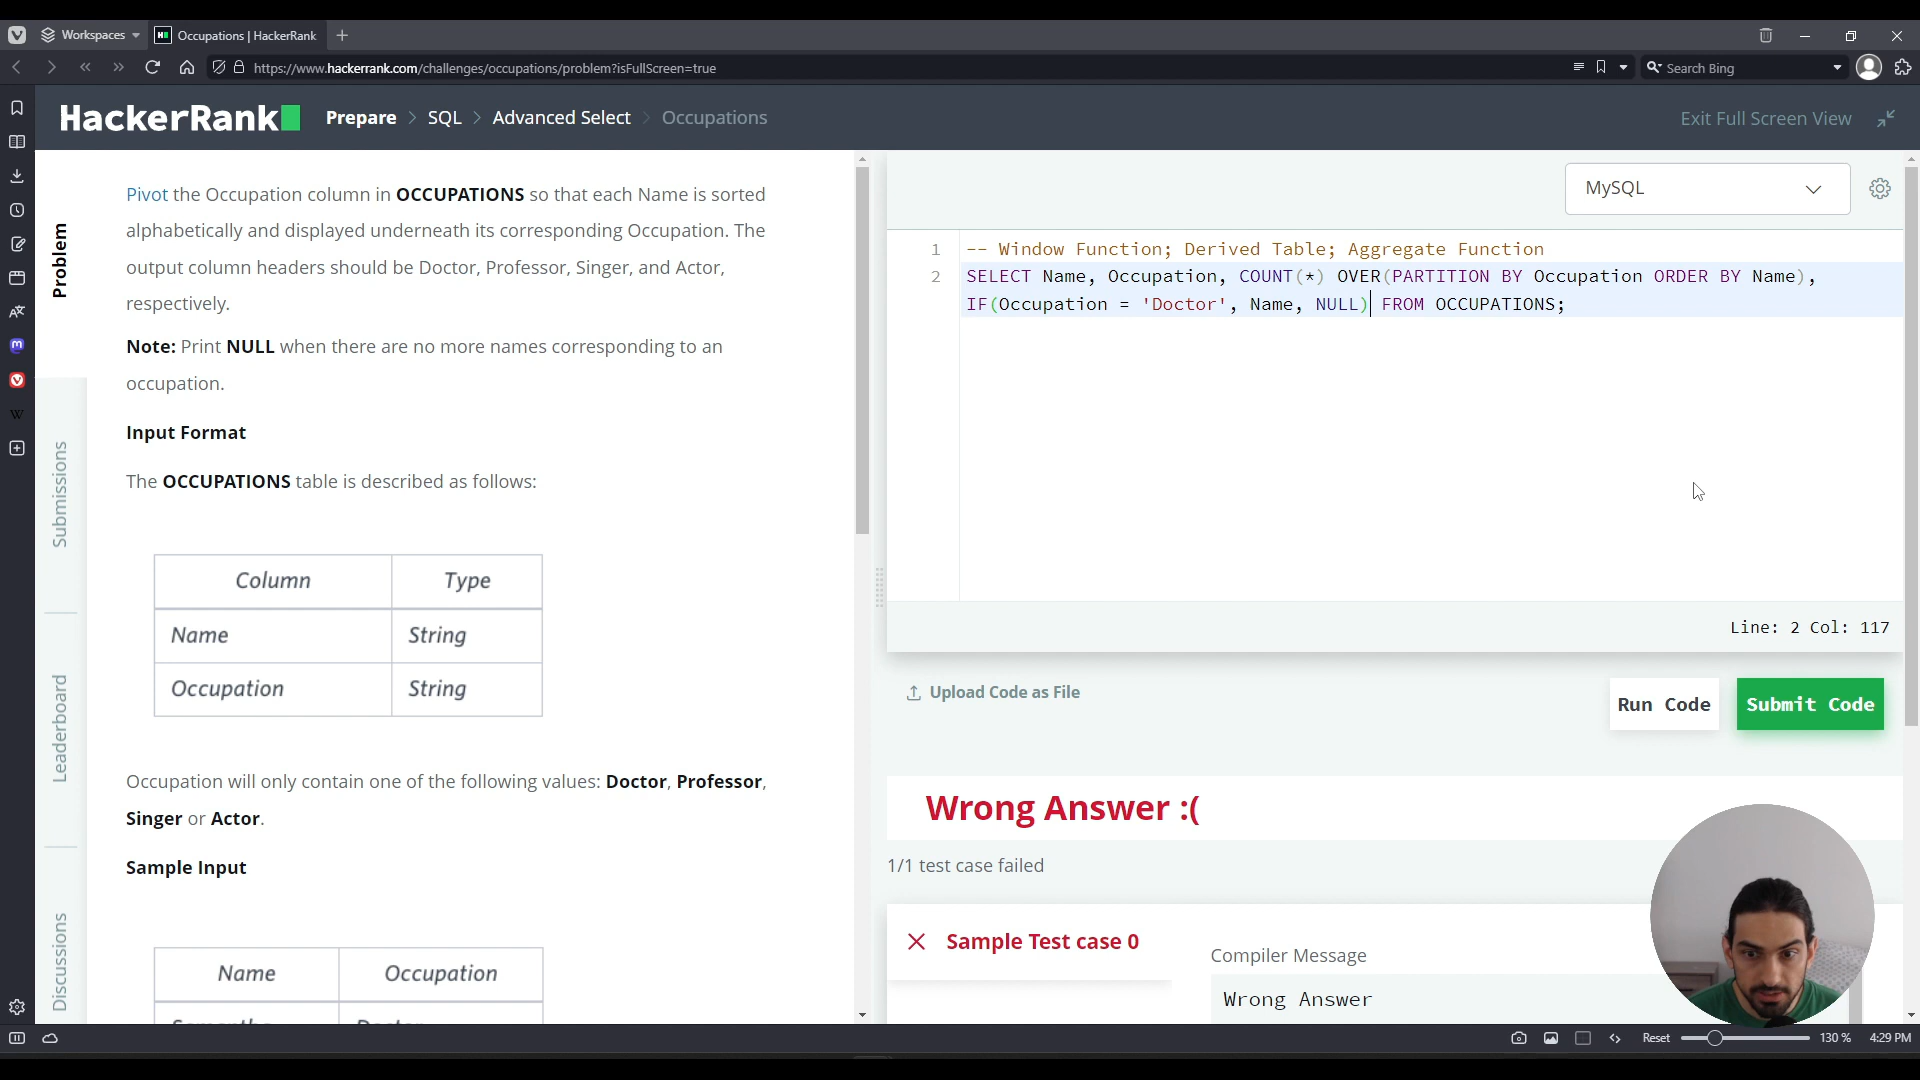 Workspaces
Occupations | HackerRank
https://www.hackerrank.com/challenges/occupations/problem?isFullScreen=true
Search Bing
HackerRank
Prepare > SQL > Advanced Select > Occupations
Exit Full Screen View
Problem
Submissions
Leaderboard
Discussions
Pivot the Occupation column in OCCUPATIONS so that each Name is sorted
alphabetically and displayed underneath its corresponding Occupation. The
output column headers should be Doctor, Professor, Singer, and Actor,
respectively.
Note: Print NULL when there are no more names corresponding to an
occupation.
Input Format
The OCCUPATIONS table is described as follows:
Column Type
Name String
Occupation String
Occupation will only contain one of the following values: Doctor, Professor,
Singer or Actor.
Sample Input
Name Occupation
MySQL
1 -- Window Function; Derived Table; Aggregate Function
2 SELECT Name, Occupation, COUNT(*) OVER(PARTITION BY Occupation ORDER BY Name),
IF(Occupation = 'Doctor', Name, NULL) FROM OCCUPATIONS;
Line: 2 Col: 117
Upload Code as File
Run Code
Submit Code
Wrong Answer :(
1/1 test case failed
Sample Test case 0
Compiler Message
Wrong Answer
Reset
130 %
4:29 PM